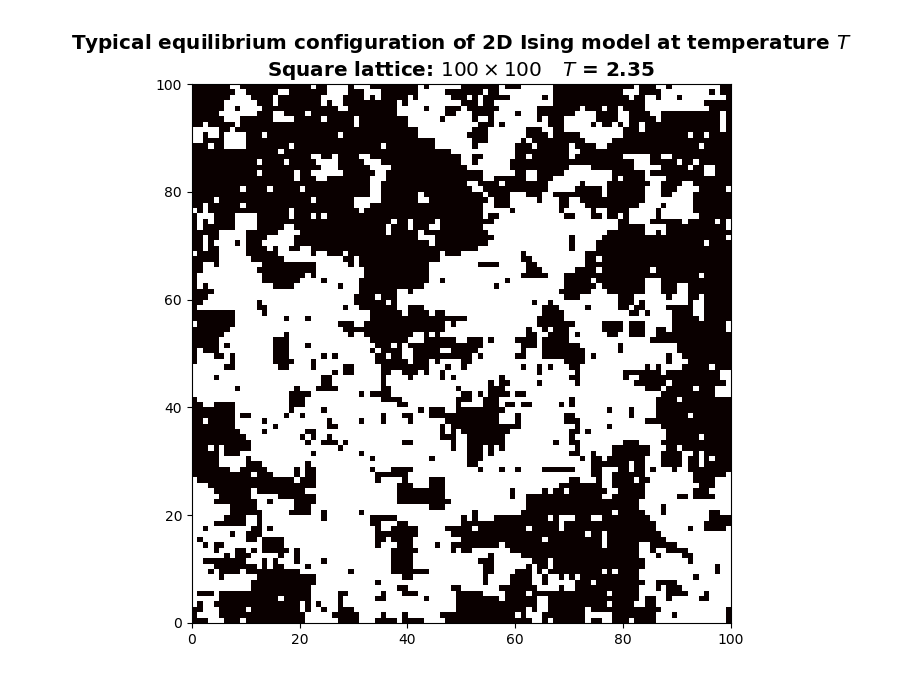 Typical equilibrium configuration of 2D Ising model at temperature T
Square lattice: 100 × 100 T = 2.35
100
80
60
40
20
0
0 20 40 60 80 100